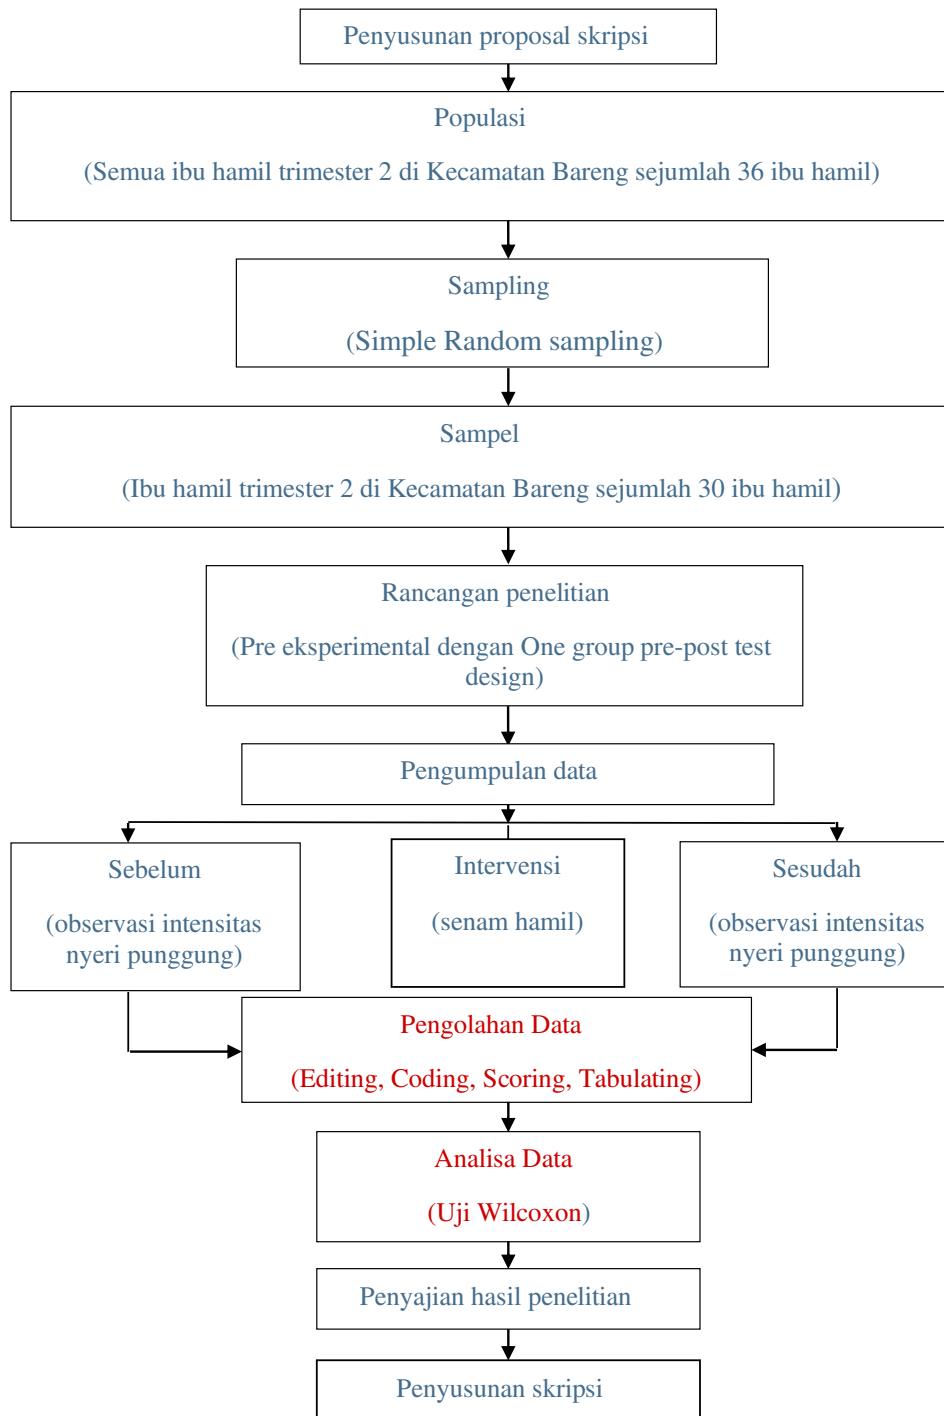 Penyusunan proposal skripsi
Populasi
(Semua ibu hamil trimester 2 di Kecamatan Bareng sejumlah 36 ibu hamil)
Sampling
(Simple Random sampling)
Sampel
(Ibu hamil trimester 2 di Kecamatan Bareng sejumlah 30 ibu hamil)
Rancangan penelitian
(Pre eksperimental dengan One group pre-post test
design)
Pengumpulan data
Sebelum
(observasi intensitas
nyeri punggung)
Intervensi
(senam hamil)
Sesudah
(observasi intensitas
nyeri punggung)
Pengolahan Data
(Editing, Coding, Scoring, Tabulating)
Analisa Data
(Uji Wilcoxon)
Penyajian hasil penelitian
Penyusunan skripsi